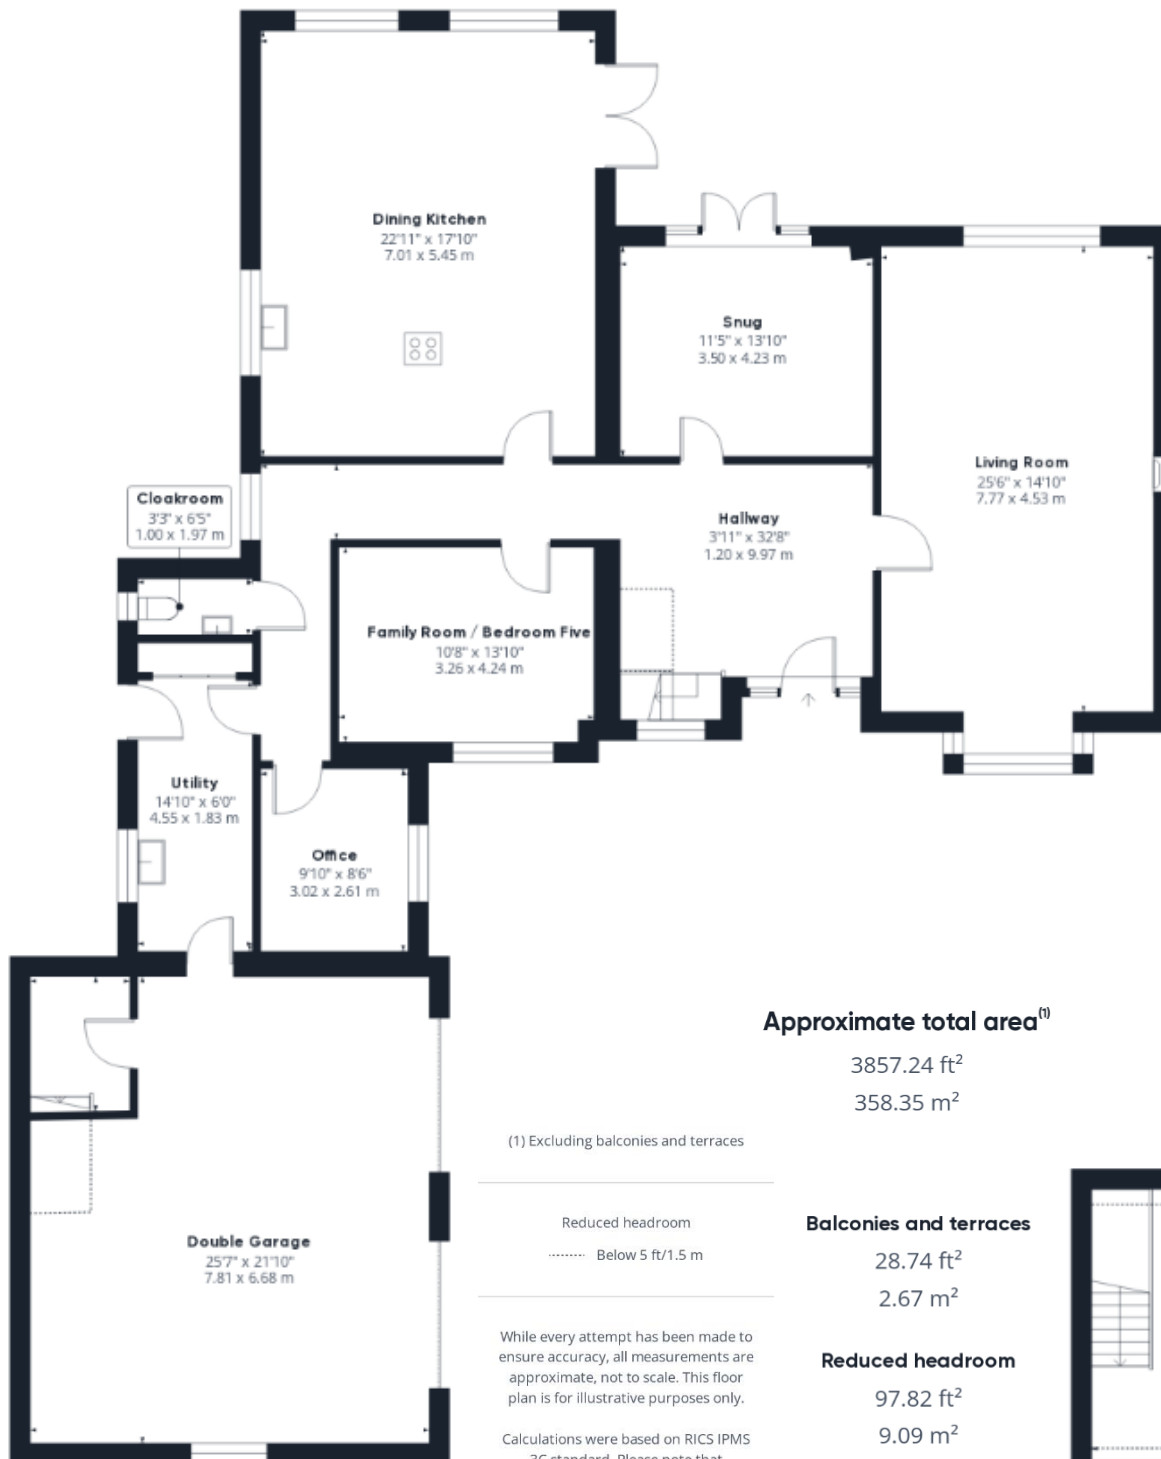 Dining Kitchen
22'11" x 17'10"
7.01 x 5.45 m
Snug
11'5" x 13'10"
3.50 x 4.23 m
Living Room
25'6" x 14'10"
7.77 x 4.53 m
Cloakroom
3'3" x 6'5"
1.00 x 1.97 m
Hallway
3'11" x 32'8"
1.20 x 9.97 m
Family Room / Bedroom Five
10'8" x 13'10"
3.26 x 4.24 m
Utility
14'10" x 6'0"
4.55 x 1.83 m
Office
9'10" x 8'6"
3.02 x 2.61 m
Double Garage
25'7" x 21'10"
7.81 x 6.68 m
Approximate total area(1)
3857.24 ft²
358.35 m²
(1) Excluding balconies and terraces
Reduced headroom
Below 5 ft/1.5 m
Balconies and terraces
28.74 ft²
2.67 m²
Reduced headroom
97.82 ft²
9.09 m²
While every attempt has been made to
ensure accuracy, all measurements are
approximate, not to scale. This floor
plan is for illustrative purposes only.
Calculations were based on RICS IPMS
3C standard. Please note that